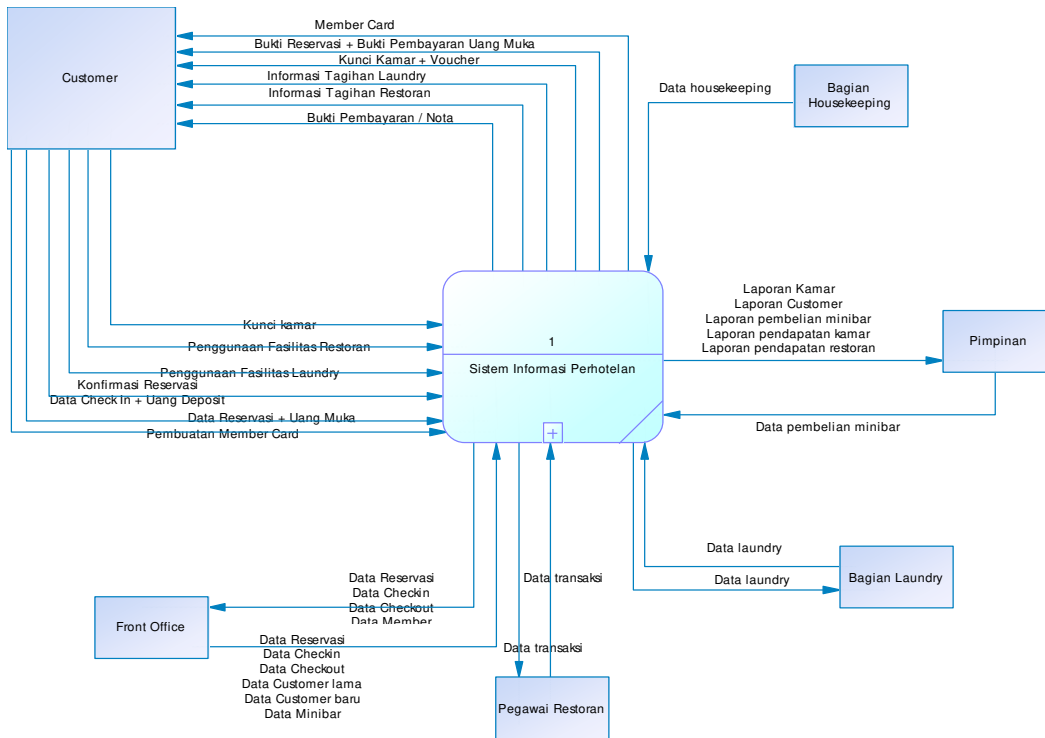 Member Card
Bukti Reservasi + Bukti Pembayaran Uang Muka
Kunci Kamar + Voucher
Informasi Tagihan Laundry
Informasi Tagihan Restoran
Bukti Pembayaran / Nota
Customer
Data housekeeping
Bagian
Housekeeping
Laporan Kamar
Laporan Customer
Laporan pembelian minibar
Laporan pendapatan kamar
Laporan pendapatan restoran
Pimpinan
Data pembelian minibar
1
Sistem Informasi Perhotelan
Kunci kamar
Penggunaan Fasilitas Restoran
Penggunaan Fasilitas Laundry
Konfirmasi Reservasi
Data Check In + Uang Deposit
Data Reservasi + Uang Muka
Pembuatan Member Card
Data laundry
Data laundry
Bagian Laundry
Data Reservasi
Data Checkin
Data Checkout
Data Member
Front Office
Data Reservasi
Data Checkin
Data Checkout
Data Customer lama
Data Customer baru
Data Minibar
Data transaksi
Data transaksi
Pegawai Restoran